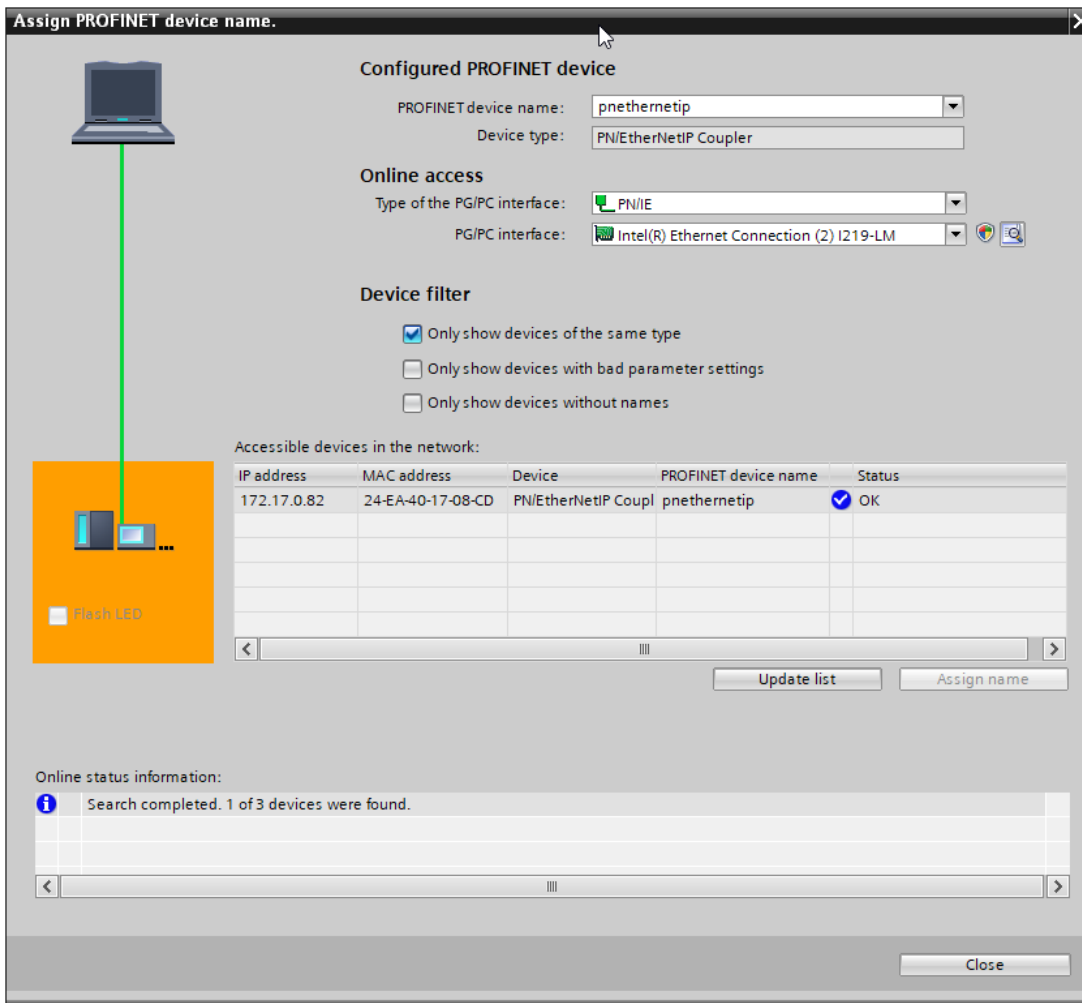 Assign PROFINET device name.
Configured PROFINET device
PROFINET device name: pnethernetip
Device type: PN/EtherNetIP Coupler
Online access
Type of the PG/PC interface: PN/IE
PG/PC interface: Intel(R) Ethernet Connection (2) I219-LM
Device filter
Only show devices of the same type
Only show devices with bad parameter settings
Only show devices without names
Accessible devices in the network:
IP address MAC address Device PROFINET device name Status
172.17.0.82 24-EA-40-17-08-CD PN/EtherNetIP Coupl pnethernetip OK
Flash LED
Update list Assign name
Online status information:
Search completed. 1 of 3 devices were found.
Close